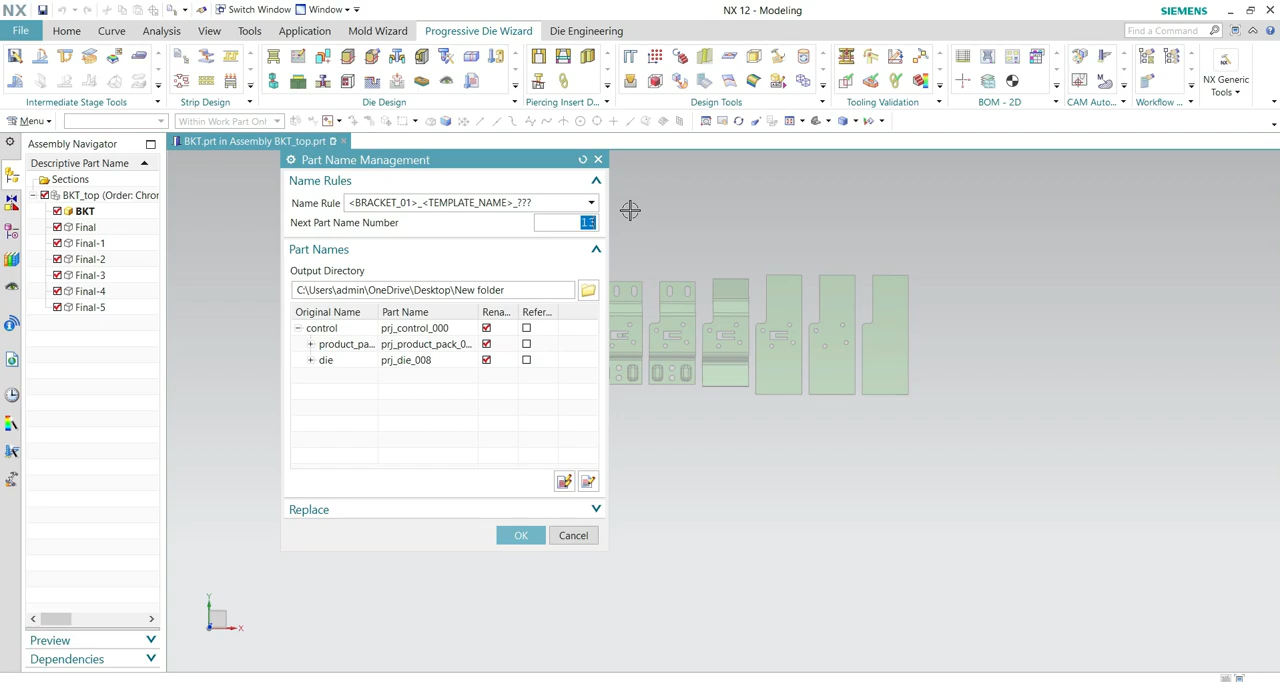 NX
Switch Window
Window
NX 12 - Modeling
SIEMENS
File
Home
Curve
Analysis
View
Tools
Application
Mold Wizard
Progressive Die Wizard
Die Engineering
Find a Command
Intermediate Stage Tools
Strip Design
Die Design
Piercing Insert D...
Design Tools
Tooling Validation
BOM - 2D
CAM Auto...
Workflow ...
NX Generic
Tools
Menu
Within Work Part Onl
Assembly Navigator
Descriptive Part Name
Sections
BKT_top (Order: Chror
BKT
Final
Final-1
Final-2
Final-3
Final-4
Final-5
Preview
Dependencies
BKT.prt in Assembly BKT_top.prt
Part Name Management
Name Rules
Name Rule
<BRACKET_01>_<TEMPLATE_NAME>_???
Next Part Name Number
13
Part Names
Output Directory
C:\Users\admin\OneDrive\Desktop\New folder
Original Name
Part Name
Rena...
Refer...
control
prj_control_000
product_pa...
prj_product_pack_0...
die
prj_die_008
Replace
OK
Cancel
Y
X